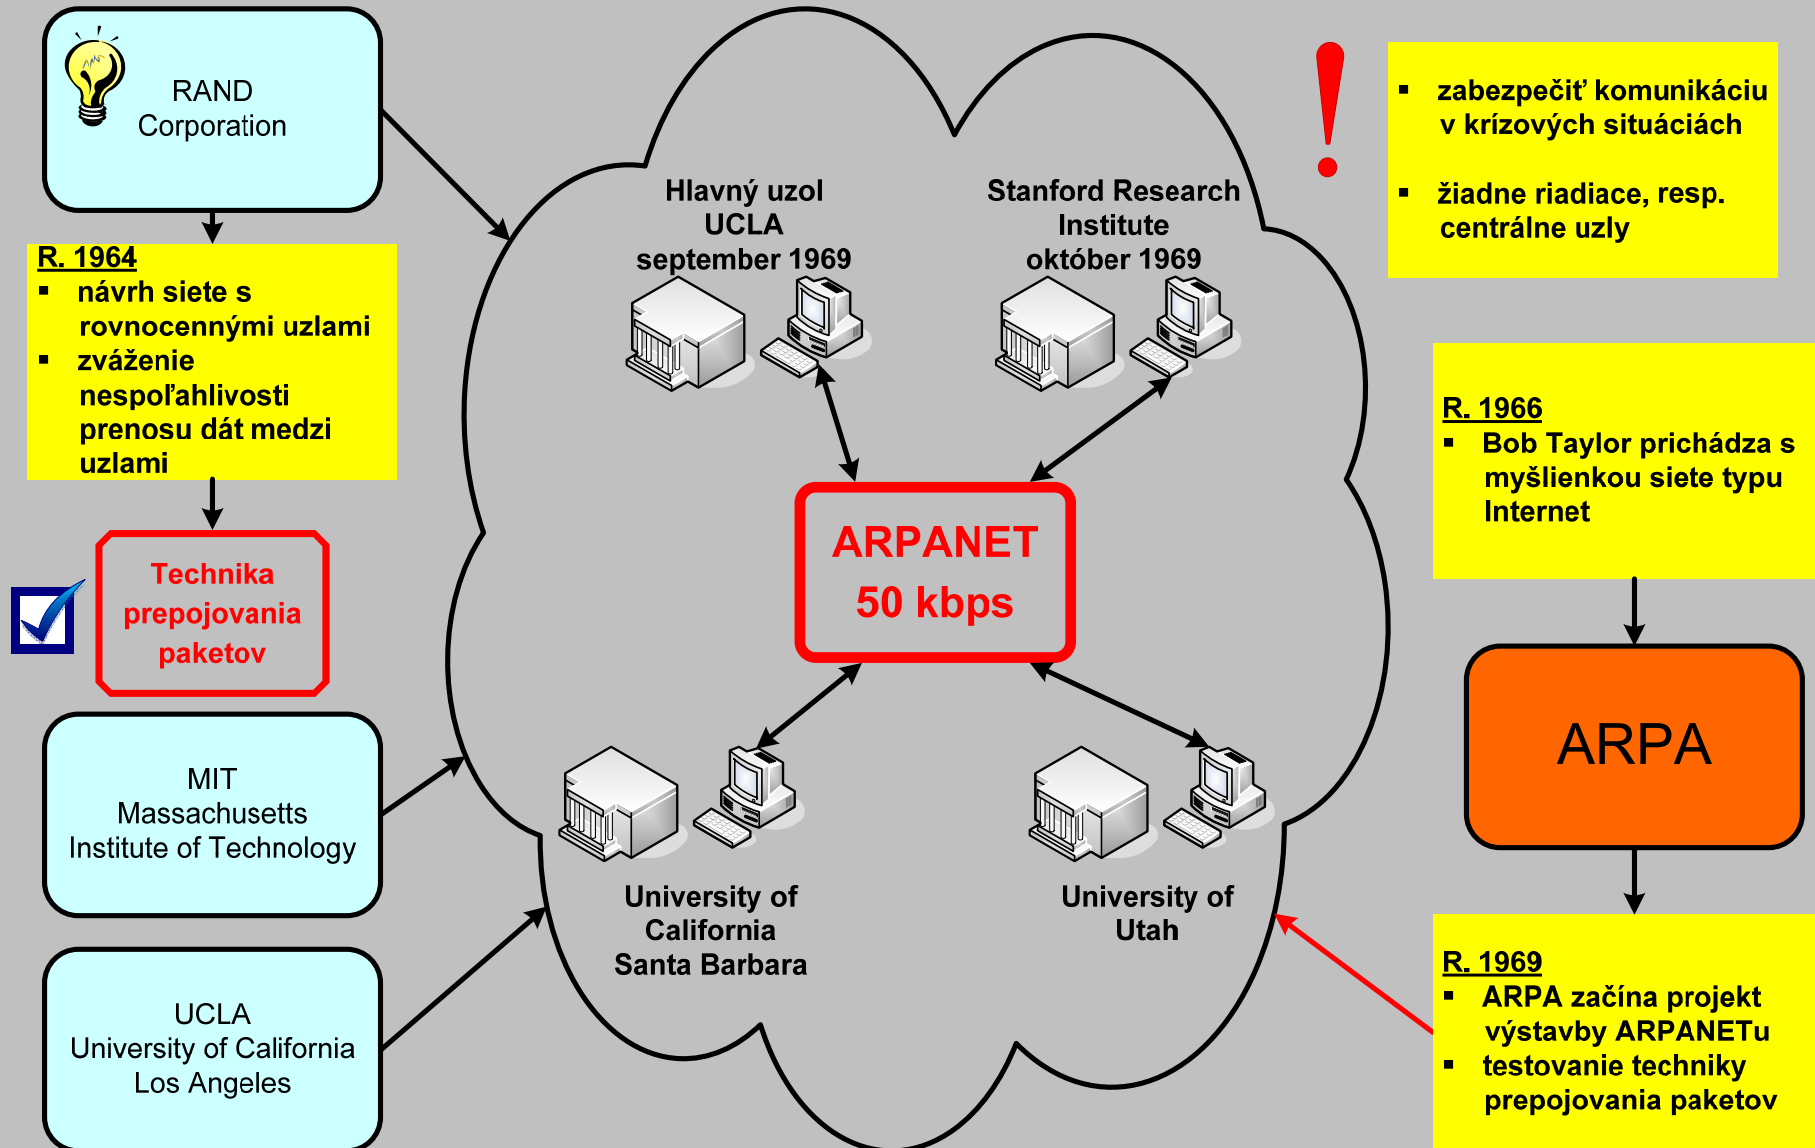 RAND
Corporation
R. 1964
▪ návrh siete s
rovnocennými uzlami
▪ zváženie
nespoľahlivosti
prenosu dát medzi
uzlami
Technika
prepojovania
paketov
MIT
Massachusetts
Institute of Technology
UCLA
University of California
Los Angeles
Hlavný uzol
UCLA
september 1969
Stanford Research
Institute
október 1969
ARPANET
50 kbps
University of
California
Santa Barbara
University of
Utah
▪ zabezpečiť komunikáciu
v krízových situáciách
▪ žiadne riadiace, resp.
centrálne uzly
R. 1966
▪ Bob Taylor prichádza s
myšlienkou siete typu
Internet
ARPA
R. 1969
▪ ARPA začína projekt
výstavby ARPANETu
▪ testovanie techniky
prepojovania paketov